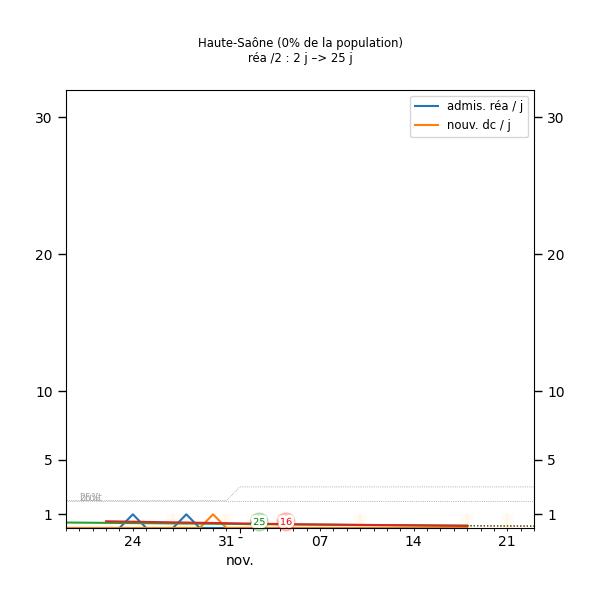 Haute-Saône (0% de la population)
réa /2 : 2 j –> 25 j
admis. réa / j
nouv. dc / j
30 30
20 20
10 10
5 5
1 1
25 16
24 31 - 07 14 21
nov.